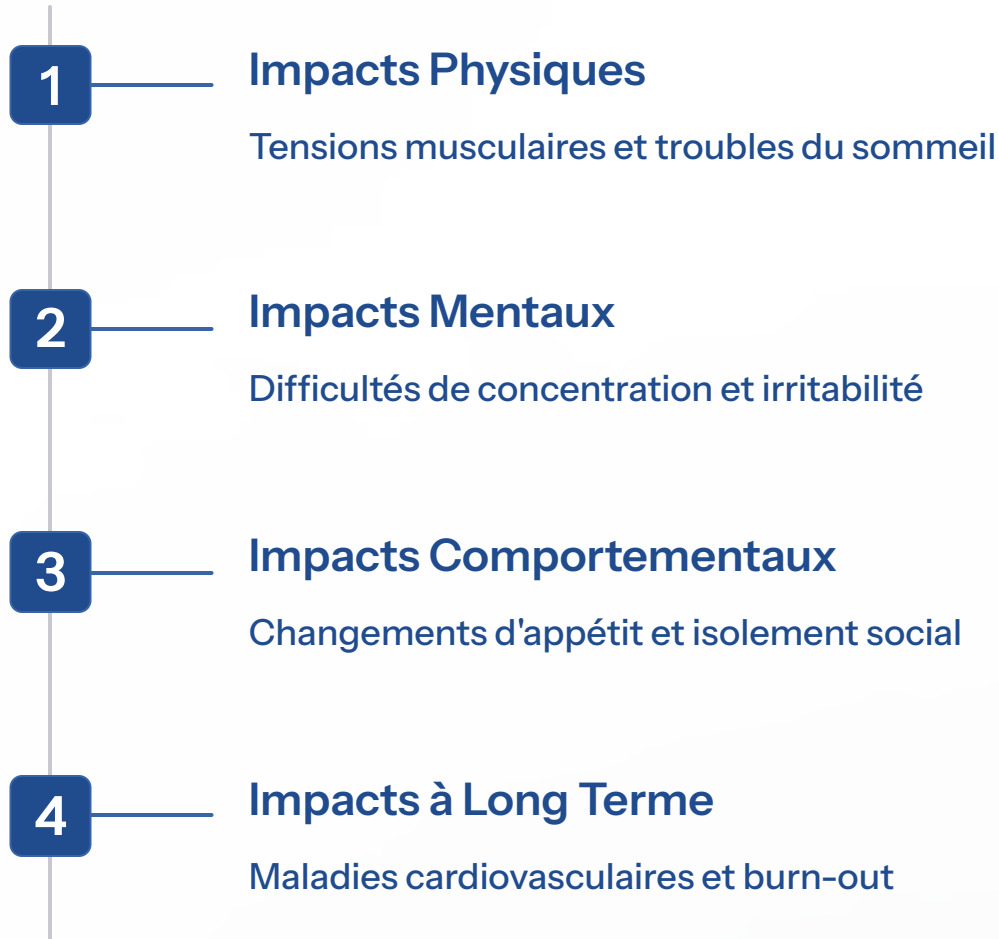 1
Impacts Physiques
Tensions musculaires et troubles du sommeil
2
Impacts Mentaux
Difficultés de concentration et irritabilité
3
Impacts Comportementaux
Changements d'appétit et isolement social
4
Impacts à Long Terme
Maladies cardiovasculaires et burn-out